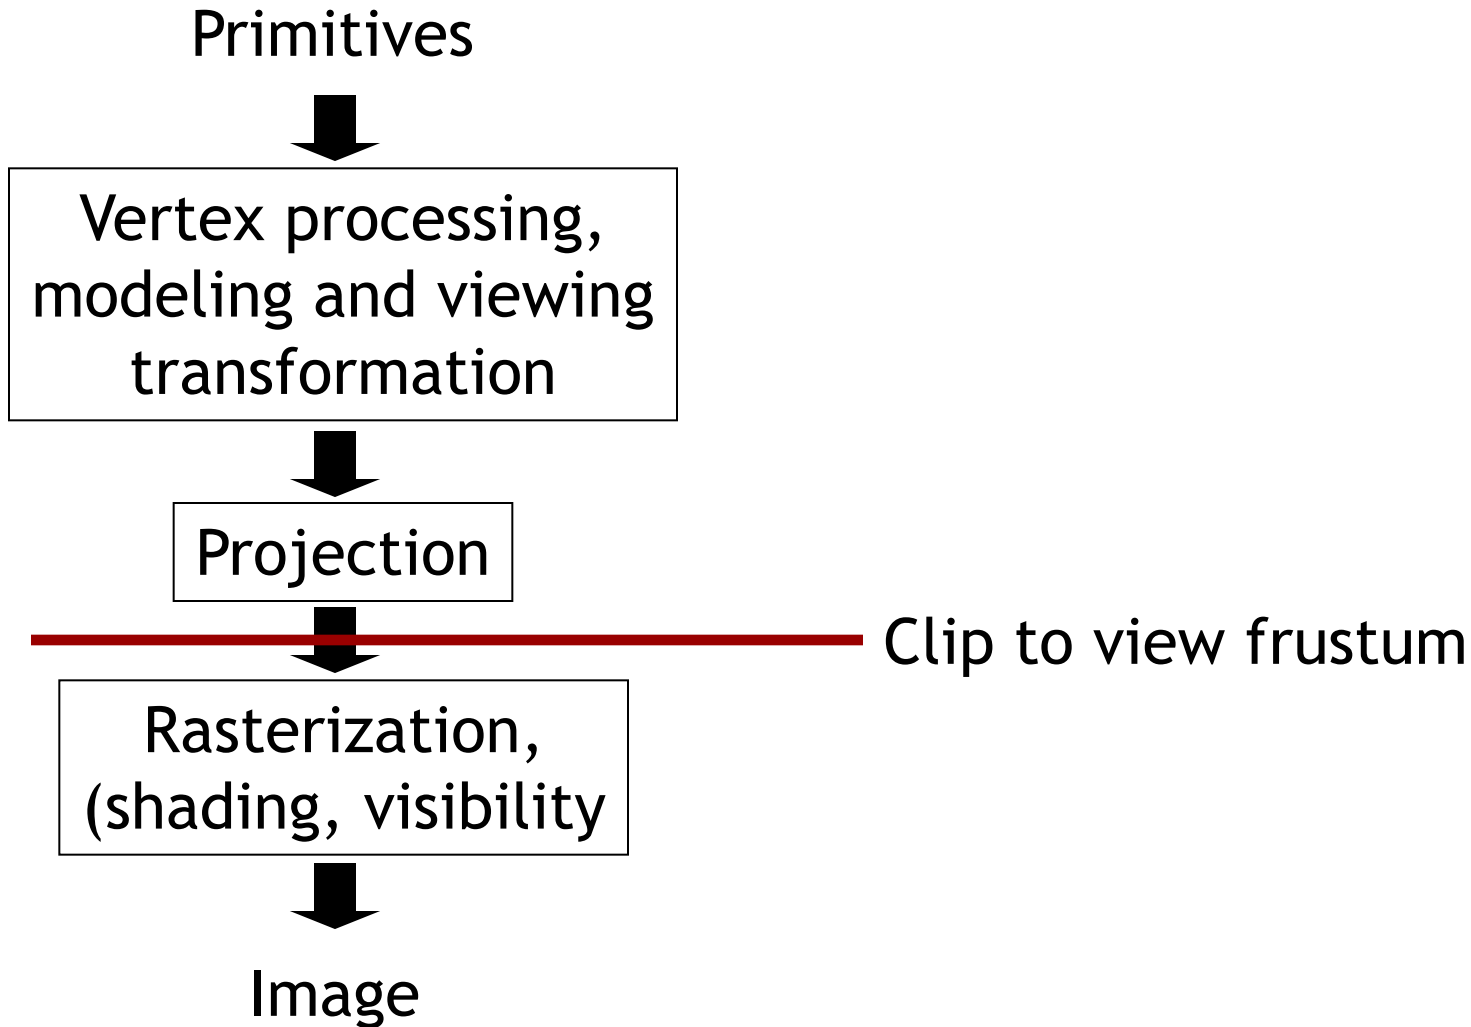 Primitives
Vertex processing,
modeling and viewing
transformation
Projection
Clip to view frustum
Rasterization,
(shading, visibility
Image